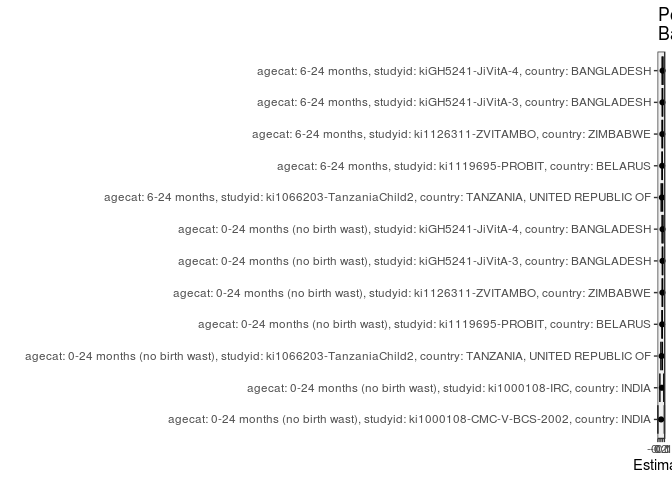 agecat: 6-24 months, studyid: kiGH5241-JiVitA-4, country: BANGLADESH
agecat: 6-24 months, studyid: kiGH5241-JiVitA-3, country: BANGLADESH
agecat: 6-24 months, studyid: ki1126311-ZVITAMBO, country: ZIMBABWE
agecat: 6-24 months, studyid: ki1119695-PROBIT, country: BELARUS
agecat: 6-24 months, studyid: ki1066203-TanzaniaChild2, country: TANZANIA, UNITED REPUBLIC OF
agecat: 0-24 months (no birth wast), studyid: kiGH5241-JiVitA-4, country: BANGLADESH
agecat: 0-24 months (no birth wast), studyid: kiGH5241-JiVitA-3, country: BANGLADESH
agecat: 0-24 months (no birth wast), studyid: ki1126311-ZVITAMBO, country: ZIMBABWE
agecat: 0-24 months (no birth wast), studyid: ki1119695-PROBIT, country: BELARUS
agecat: 0-24 months (no birth wast), studyid: ki1066203-TanzaniaChild2, country: TANZANIA, UNITED REPUBLIC OF
agecat: 0-24 months (no birth wast), studyid: ki1000108-IRC, country: INDIA
agecat: 0-24 months (no birth wast), studyid: ki1000108-CMC-V-BCS-2002, country: INDIA